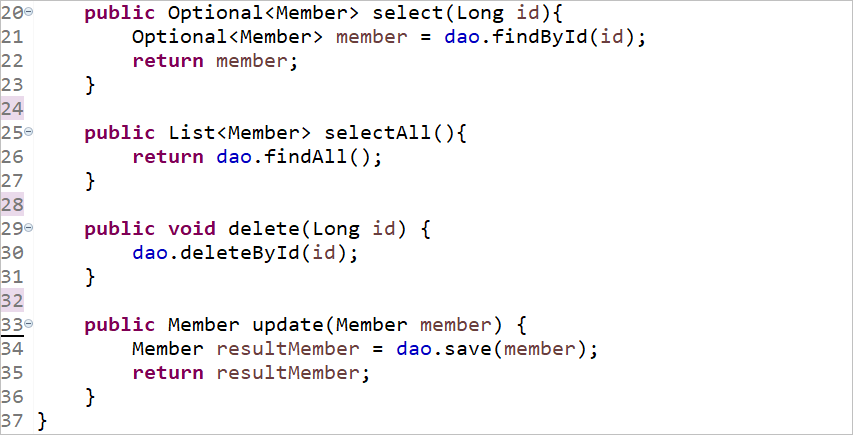 20 public Optional<Member> select(Long id){
21 Optional<Member> member = dao.findById(id);
22 return member;
23 }
24
25 public List<Member> selectAll(){
26 return dao.findAll();
27 }
28
29 public void delete(Long id) {
30 dao.deleteById(id);
31 }
32
33 public Member update(Member member) {
34 Member resultMember = dao.save(member);
35 return resultMember;
36 }
37 }